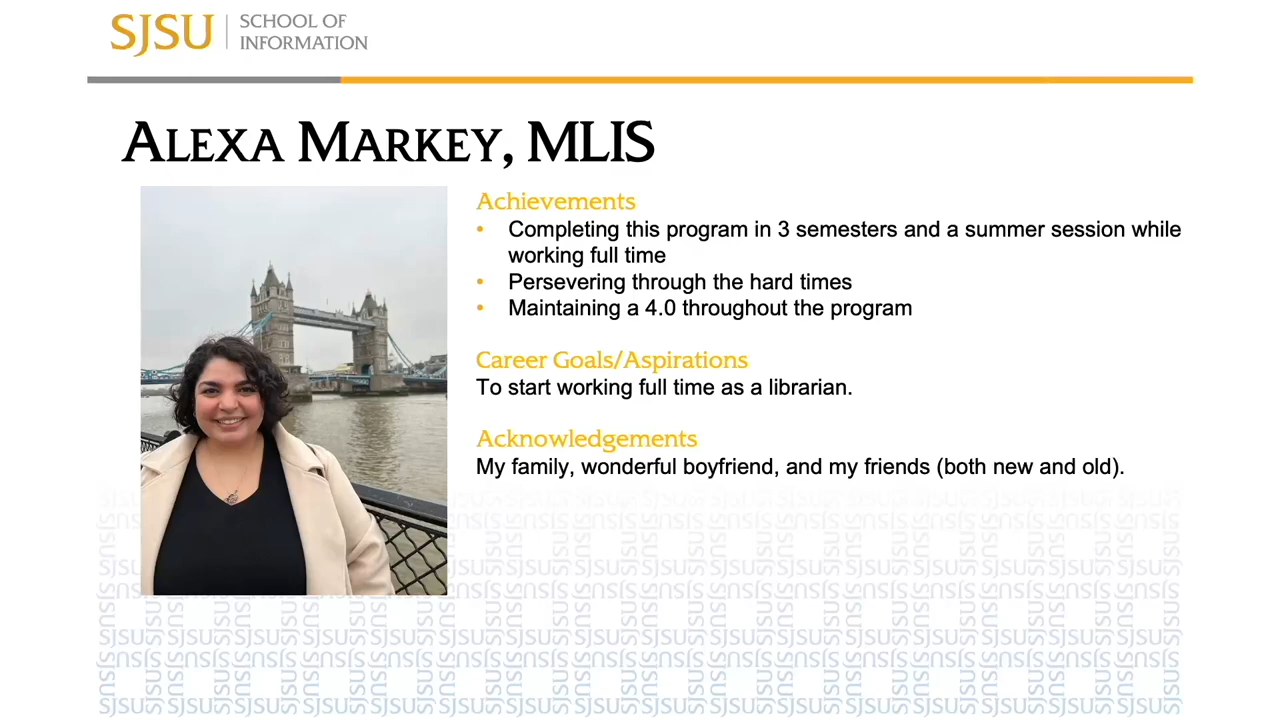 SJSU | SCHOOL OF
INFORMATION
ALEXA MARKEY, MLIS
Achievements
• Completing this program in 3 semesters and a summer session while
working full time
• Persevering through the hard times
• Maintaining a 4.0 throughout the program
Career Goals/Aspirations
To start working full time as a librarian.
Acknowledgements
My family, wonderful boyfriend, and my friends (both new and old).